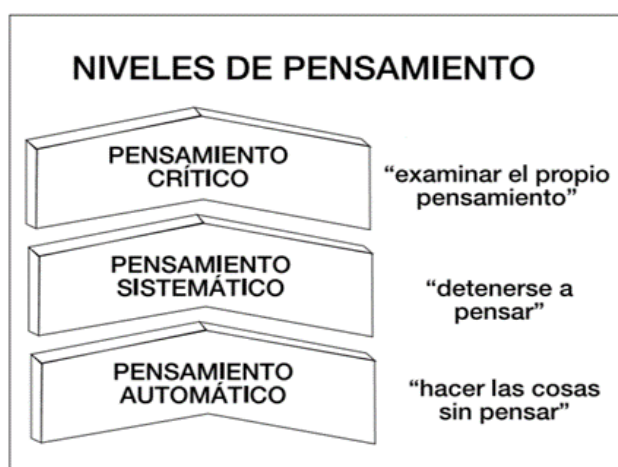 NIVELES DE PENSAMIENTO
PENSAMIENTO
CRÍTICO
“examinar el propio
pensamiento”
PENSAMIENTO
SISTEMÁTICO
“detenerse a
pensar”
PENSAMIENTO
AUTOMÁTICO
“hacer las cosas
sin pensar”